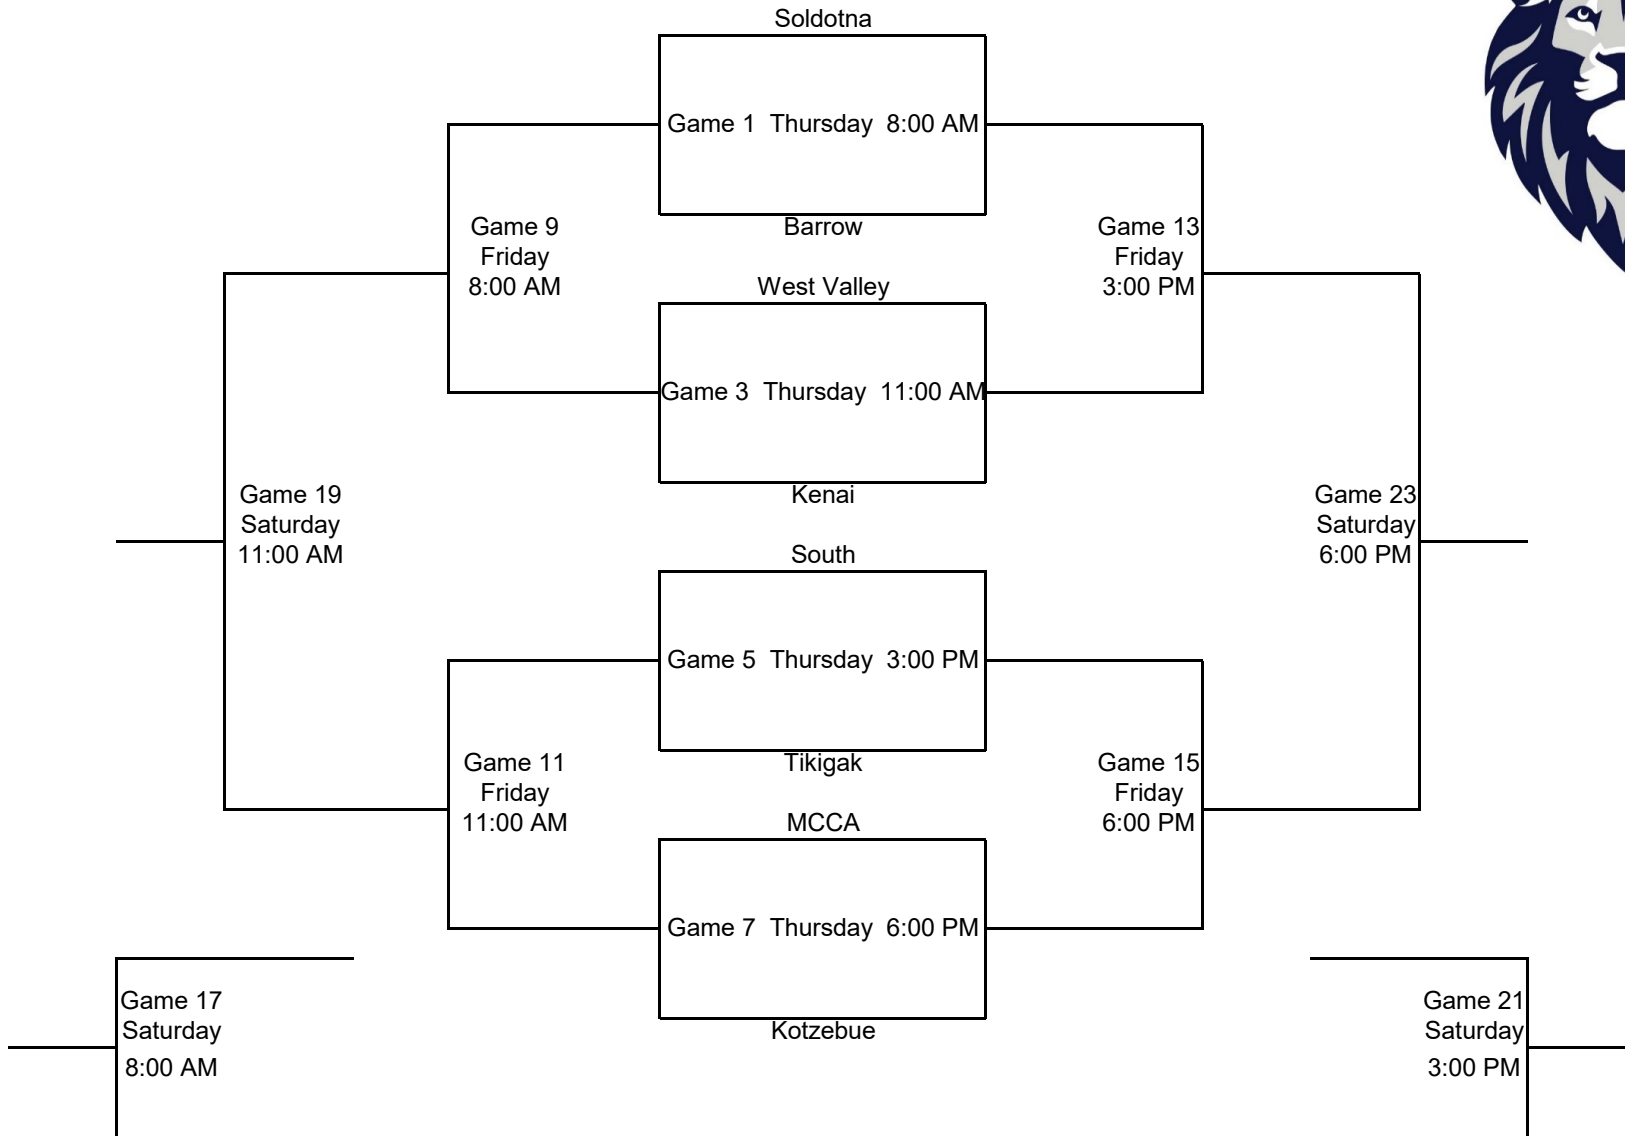 Soldotna
Game 1 Thursday 8:00 AM
Barrow
Game 9
Friday
8:00 AM
Game 13
Friday
3:00 PM
West Valley
Game 3 Thursday 11:00 AM
Kenai
Game 19
Saturday
11:00 AM
Game 23
Saturday
6:00 PM
South
Game 5 Thursday 3:00 PM
Tikigak
Game 11
Friday
11:00 AM
Game 15
Friday
6:00 PM
MCCA
Game 7 Thursday 6:00 PM
Kotzebue
Game 17
Saturday
8:00 AM
Game 21
Saturday
3:00 PM